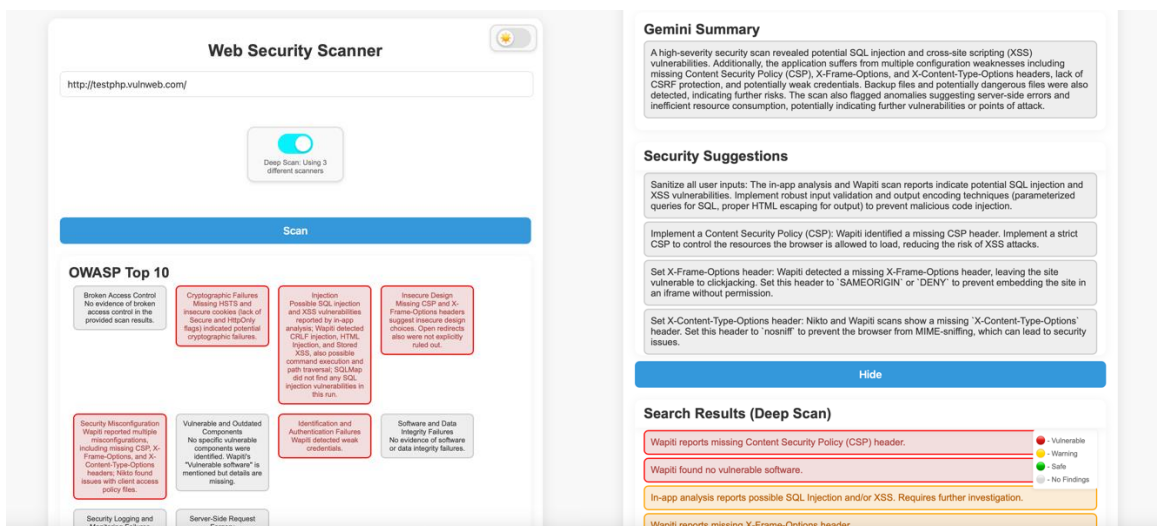 Web Security Scanner
http://testphp.vulnweb.com/
Deep Scan: Using 3
different scanners
Scan
OWASP Top 10
Broken Access Control
No evidence of broken
access control in the
provided scan results.
Cryptographic Failures
Missing HSTS and
insecure cookies (lack of
Secure and HttpOnly
flags) indicated potential
cryptographic failures.
Injection
Possible SQL injection
and XSS vulnerabilities
reported by in-app
analysis; Wapiti detected
CRLF injection, HTML
Injection, and Stored
XSS, also possible
command execution and
path traversal; SQLMap
did not find any SQL
injection vulnerabilities in
this run.
Insecure Design
Missing CSP and X-
Frame-Options headers
suggest insecure design
choices. Open redirects
also were not explicitly
ruled out.
Security Misconfiguration
Wapiti reported multiple
misconfigurations,
including missing CSP, X-
Frame-Options, and X-
Content-Type-Options
headers; Nikto found
issues with client access
policy files.
Vulnerable and Outdated
Components
No specific vulnerable
components were
identified. Wapiti's
"Vulnerable software" is
mentioned but details are
missing.
Identification and
Authentication Failures
Wapiti detected weak
credentials.
Software and Data
Integrity Failures
No evidence of software
or data integrity failures.
Security Logging and
Server-Side Request
Gemini Summary
A high-severity security scan revealed potential SQL injection and cross-site scripting (XSS)
vulnerabilities. Additionally, the application suffers from multiple configuration weaknesses including
missing Content Security Policy (CSP), X-Frame-Options, and X-Content-Type-Options headers, lack of
CSRF protection, and potentially weak credentials. Backup files and potentially dangerous files were also
detected, indicating further risks. The scan also flagged anomalies suggesting server-side errors and
inefficient resource consumption, potentially indicating further vulnerabilities or points of attack.
Security Suggestions
Sanitize all user inputs: The in-app analysis and Wapiti scan reports indicate potential SQL injection and
XSS vulnerabilities. Implement robust input validation and output encoding techniques (parameterized
queries for SQL, proper HTML escaping for output) to prevent malicious code injection.
Implement a Content Security Policy (CSP): Wapiti identified a missing CSP header. Implement a strict
CSP to control the resources the browser is allowed to load, reducing the risk of XSS attacks.
Set X-Frame-Options header: Wapiti detected a missing X-Frame-Options header, leaving the site
vulnerable to clickjacking. Set this header to `SAMEORIGIN` or `DENY` to prevent embedding the site in
an iframe without permission.
Set X-Content-Type-Options header: Nikto and Wapiti scans show a missing `X-Content-Type-Options`
header. Set this header to `nosniff` to prevent the browser from MIME-sniffing, which can lead to security
issues.
Hide
Search Results (Deep Scan)
Wapiti reports missing Content Security Policy (CSP) header.
Wapiti found no vulnerable software.
In-app analysis reports possible SQL Injection and/or XSS. Requires further investigation.
Wapiti reports missing X-Frame-Options header.
- Vulnerable
- Warning
- Safe
- No Findings